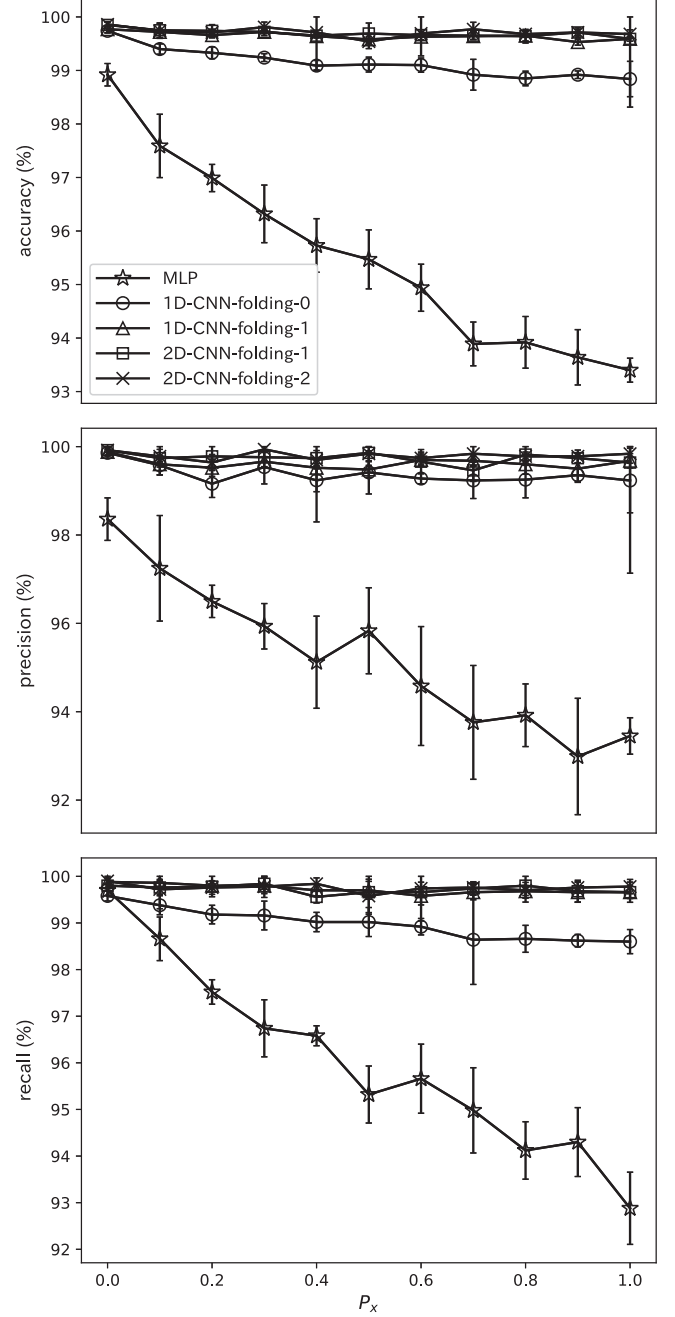 100
99
98
97
96
95
94
93
accuracy (%)
MLP
1D-CNN-folding-0
1D-CNN-folding-1
2D-CNN-folding-1
2D-CNN-folding-2
100
98
96
94
92
precision (%)
100
99
98
97
96
95
94
93
92
recall (%)
0.0 0.2 0.4 0.6 0.8 1.0
Pₓ